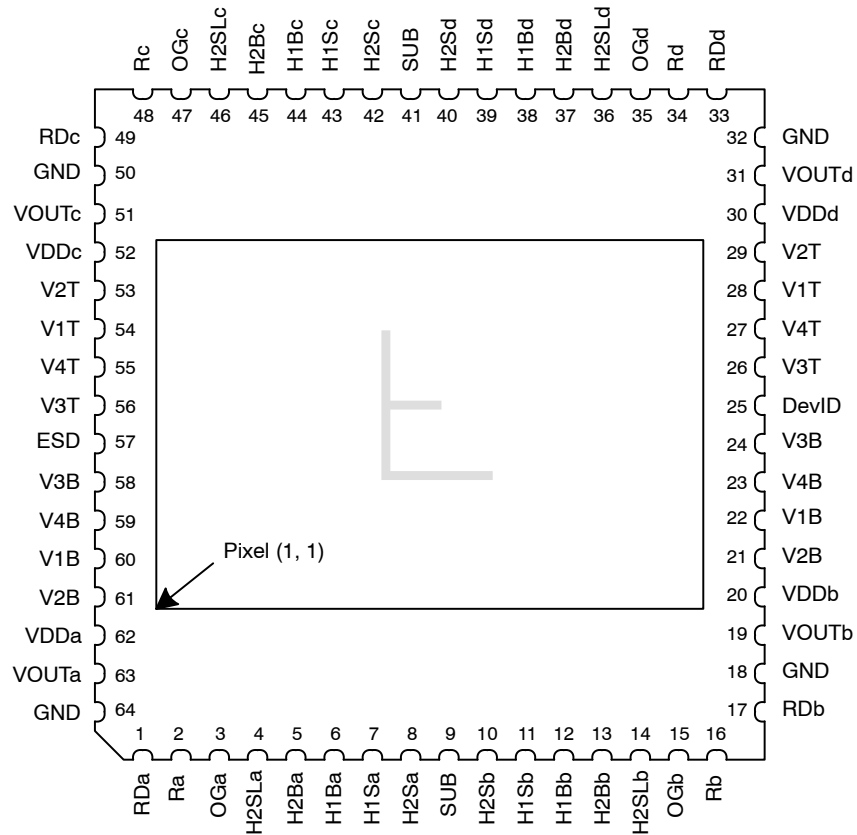 Rc OGc H2SLc H2Bc H1Bc H1Sc H2Sc SUB H2Sd H1Sd H1Bd H2Bd H2SLd OGd Rd RDd
48 47 46 45 44 43 42 41 40 39 38 37 36 35 34 33
RDc 49 32 GND
GND 50 31 VOUTd
VOUTc 51 30 VDDd
VDDc 52 29 V2T
V2T 53 28 V1T
V1T 54 27 V4T
V4T 55 26 V3T
V3T 56 25 DevID
ESD 57 24 V3B
V3B 58 23 V4B
V4B 59 22 V1B
Pixel (1, 1)
V1B 60 21 V2B
V2B 61 20 VDDb
VDDa 62 19 VOUTb
VOUTa 63 18 GND
GND 64 17 RDb
1 2 3 4 5 6 7 8 9 10 11 12 13 14 15 16
RDa Ra OGa H2SLa H2Ba H1Ba H1Sa H2Sa SUB H2Sb H1Sb H1Bb H2Bb H2SLb OGb Rb